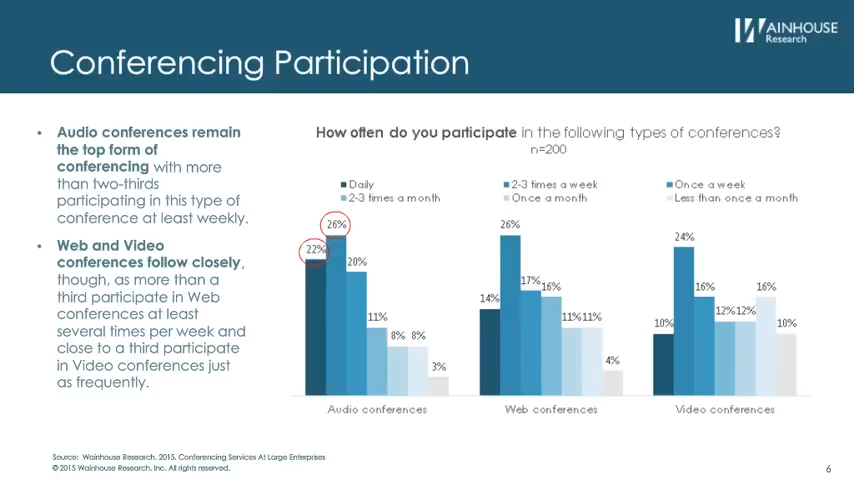 WAINHOUSE
Research
Conferencing Participation
• Audio conferences remain
the top form of
conferencing with more
than two-thirds
participating in this type of
conference at least weekly.
• Web and Video
conferences follow closely,
though, as more than a
third participate in Web
conferences at least
several times per week and
close to a third participate
in Video conferences just
as frequently.
How often do you participate in the following types of conferences?
n=200
Daily 2-3 times a week Once a week
2-3 times a month Once a month Less than once a month
22% 26% 20% 11% 8% 8% 3%
14% 26% 17% 16% 11% 11% 4%
10% 24% 16% 12% 12% 16% 10%
Audio conferences Web conferences Video conferences
Source: Wainhouse Research, 2015, Conferencing Services At Large Enterprises
© 2015 Wainhouse Research, Inc. All rights reserved.
6